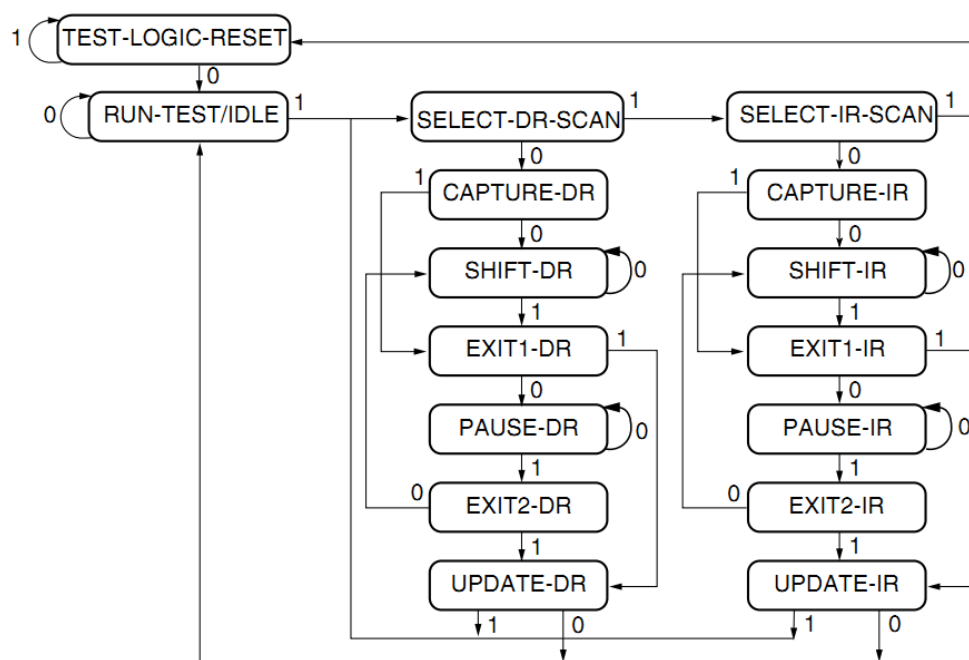 1 TEST-LOGIC-RESET
0
0 RUN-TEST/IDLE 1
SELECT-DR-SCAN 1
SELECT-IR-SCAN 1
0
0
1 CAPTURE-DR
1 CAPTURE-IR
0
0
SHIFT-DR 0
SHIFT-IR 0
1
1
EXIT1-DR 1
EXIT1-IR 1
0
0
PAUSE-DR 0
PAUSE-IR 0
1
1
0 EXIT2-DR
0 EXIT2-IR
1
1
UPDATE-DR
UPDATE-IR
1 0
1 0